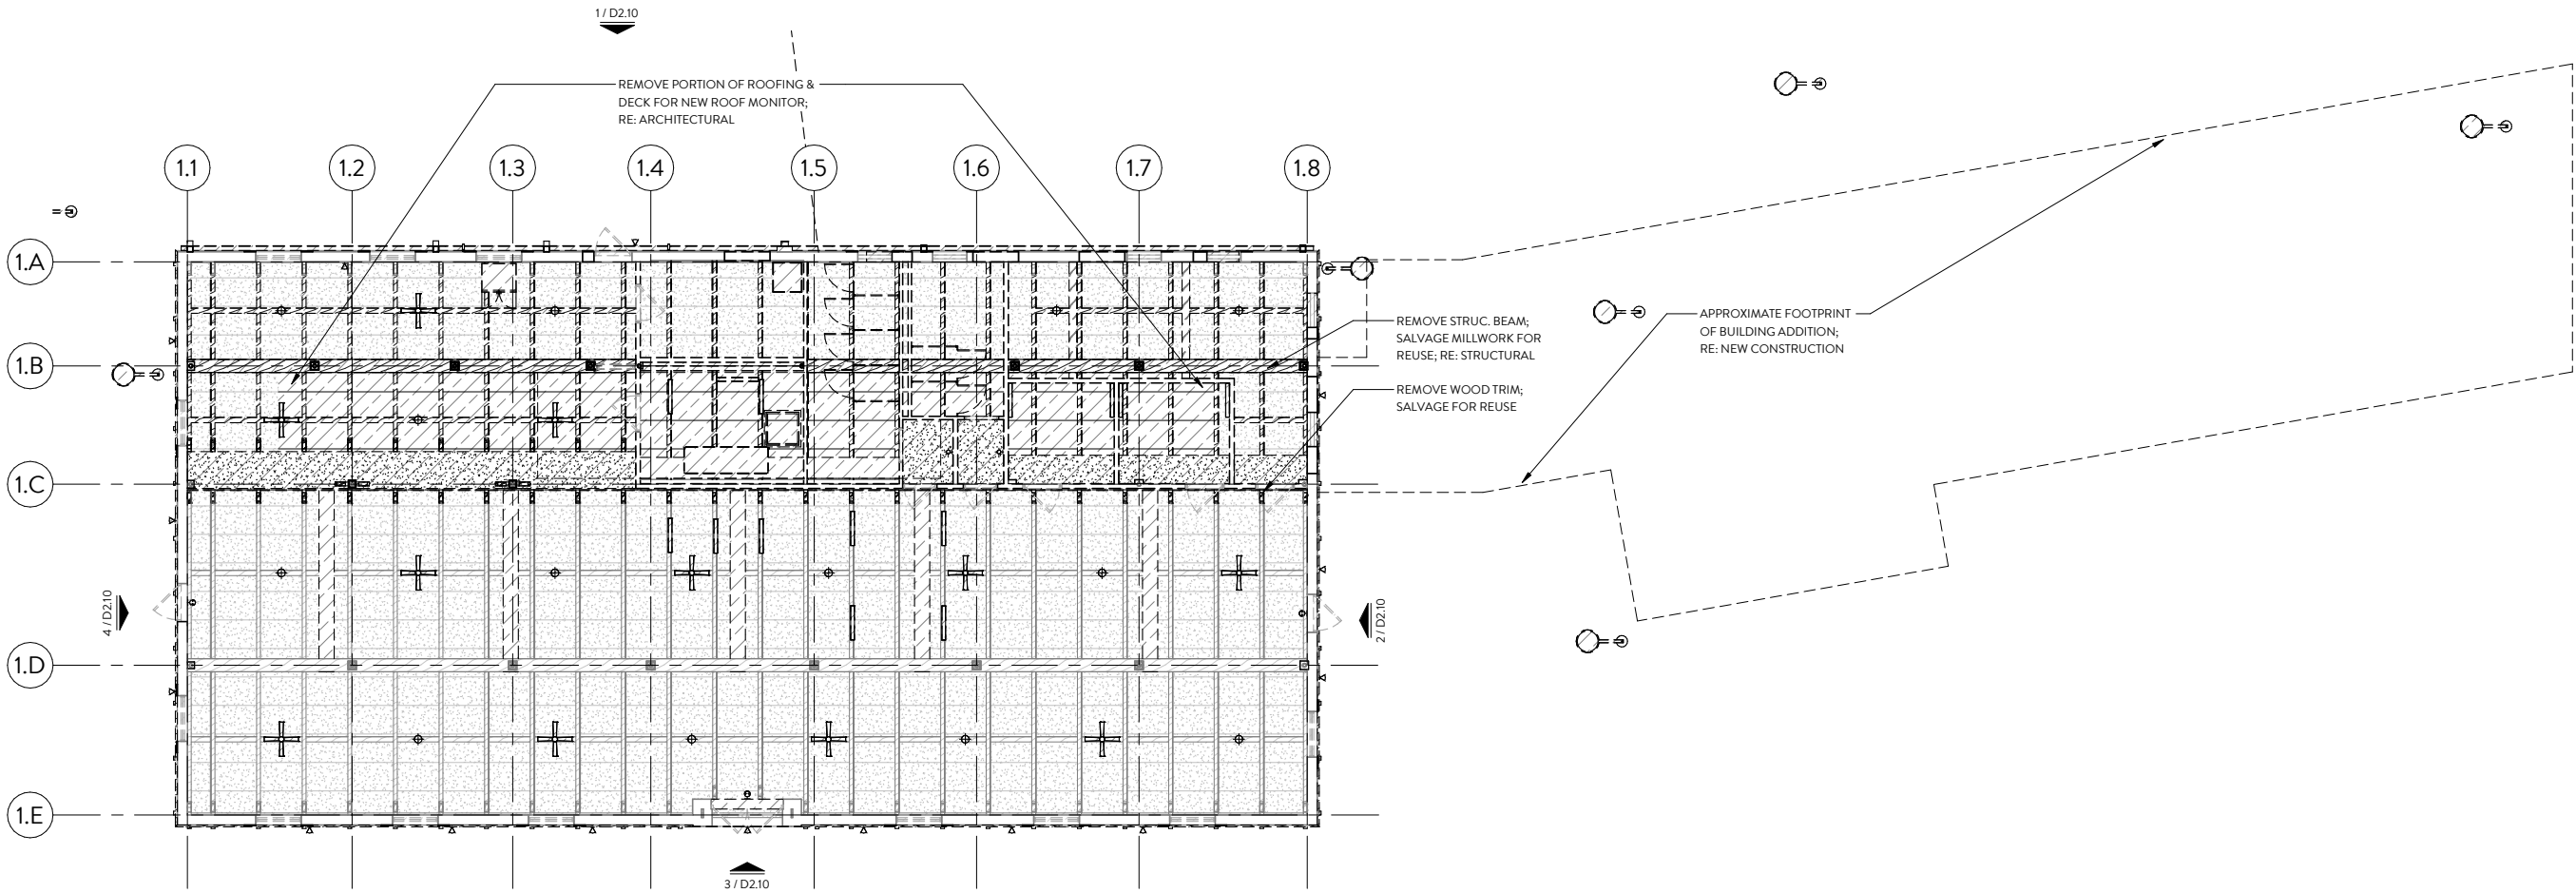 1 / D2.10
REMOVE PORTION OF ROOFING &
DECK FOR NEW ROOF MONITOR;
RE: ARCHITECTURAL
1.1
1.2
1.3
1.4
1.5
1.6
1.7
1.8
1.A
1.B
1.C
1.D
1.E
REMOVE STRUC. BEAM;
SALVAGE MILLWORK FOR
REUSE; RE: STRUCTURAL
REMOVE WOOD TRIM;
SALVAGE FOR REUSE
APPROXIMATE FOOTPRINT
OF BUILDING ADDITION;
RE: NEW CONSTRUCTION
4 / D2.10
2 / D2.10
3 / D2.10